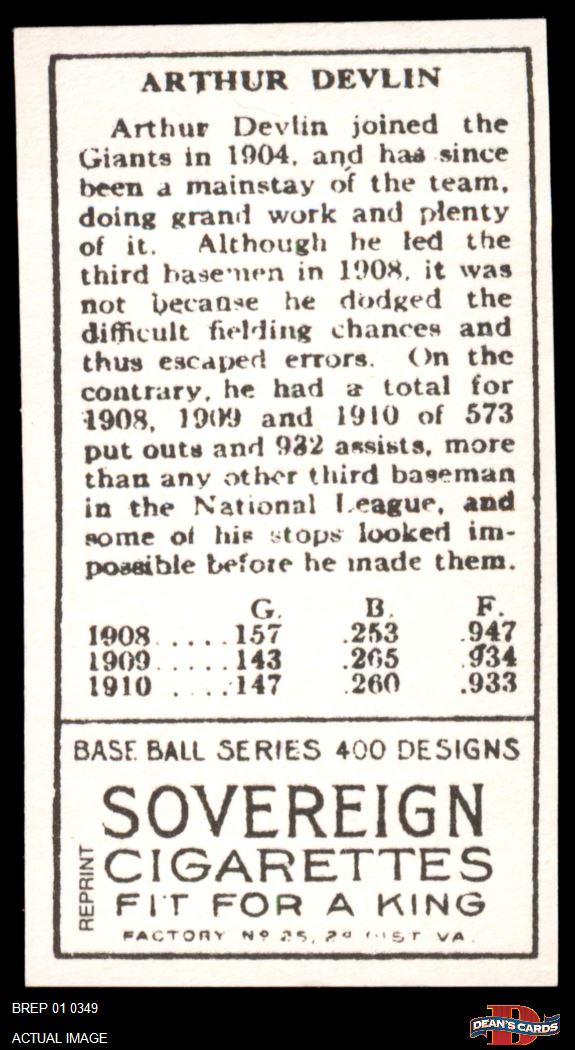 ARTHUR DEVLIN
Arthur Devlin joined the
Giants in 1904, and has since
been a mainstay of the team,
doing grand work and plenty
of it. Although he led the
third basemen in 1908, it was
not because he dodged the
difficult fielding chances and
thus escaped errors. On the
contrary, he had a total for
1908, 1909 and 1910 of 573
put outs and 932 assists, more
than any other third baseman
in the National League, and
some of his stops looked im-
possible before he made them.
G. B. F.
1908.....157 .253 .947
1909.....143 .265 .934
1910 ....147 .260 .933
BASE BALL SERIES 400 DESIGNS
SOVEREIGN
CIGARETTES
FIT FOR A KING
FACTORY Nº 25, 2d DIST VA.
REPRINT
BREP 01 0349
ACTUAL IMAGE
D
DEAN'S CARDS